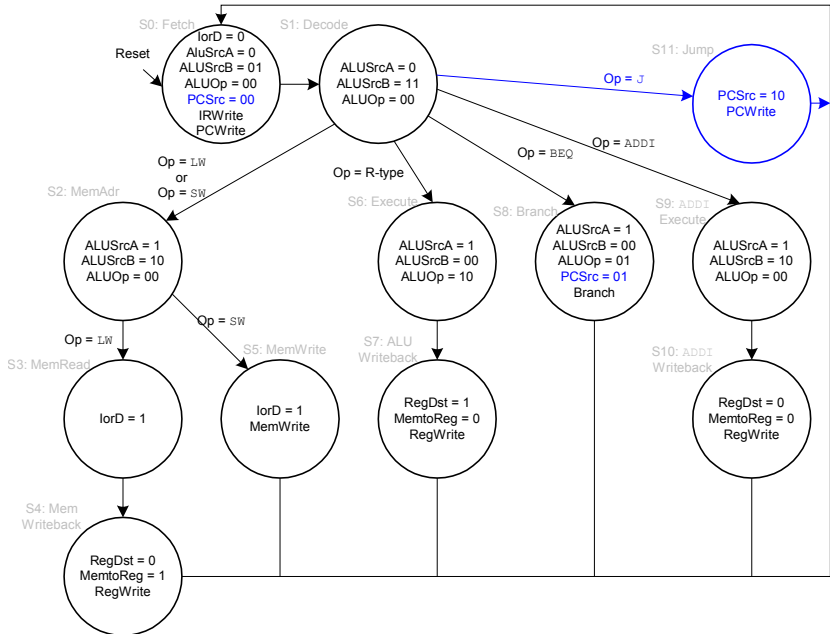 S0: Fetch
IorD = 0
AluSrcA = 0
ALUSrcB = 01
ALUOp = 00
PCSrc = 00
IRWrite
PCWrite
Reset
S1: Decode
ALUSrcA = 0
ALUSrcB = 11
ALUOp = 00
S11: Jump
Op = J
PCSrc = 10
PCWrite
Op = LW
or
Op = SW
Op = R-type
Op = BEQ
Op = ADDI
S2: MemAdr
ALUSrcA = 1
ALUSrcB = 10
ALUOp = 00
S6: Execute
ALUSrcA = 1
ALUSrcB = 00
ALUOp = 10
S8: Branch
ALUSrcA = 1
ALUSrcB = 00
ALUOp = 01
PCSrc = 01
Branch
S9: ADDI
Execute
ALUSrcA = 1
ALUSrcB = 10
ALUOp = 00
Op = LW
Op = SW
S3: MemRead
IorD = 1
S5: MemWrite
IorD = 1
MemWrite
S7: ALU
Writeback
RegDst = 1
MemtoReg = 0
RegWrite
S10: ADDI
Writeback
RegDst = 0
MemtoReg = 0
RegWrite
S4: Mem
Writeback
RegDst = 0
MemtoReg = 1
RegWrite